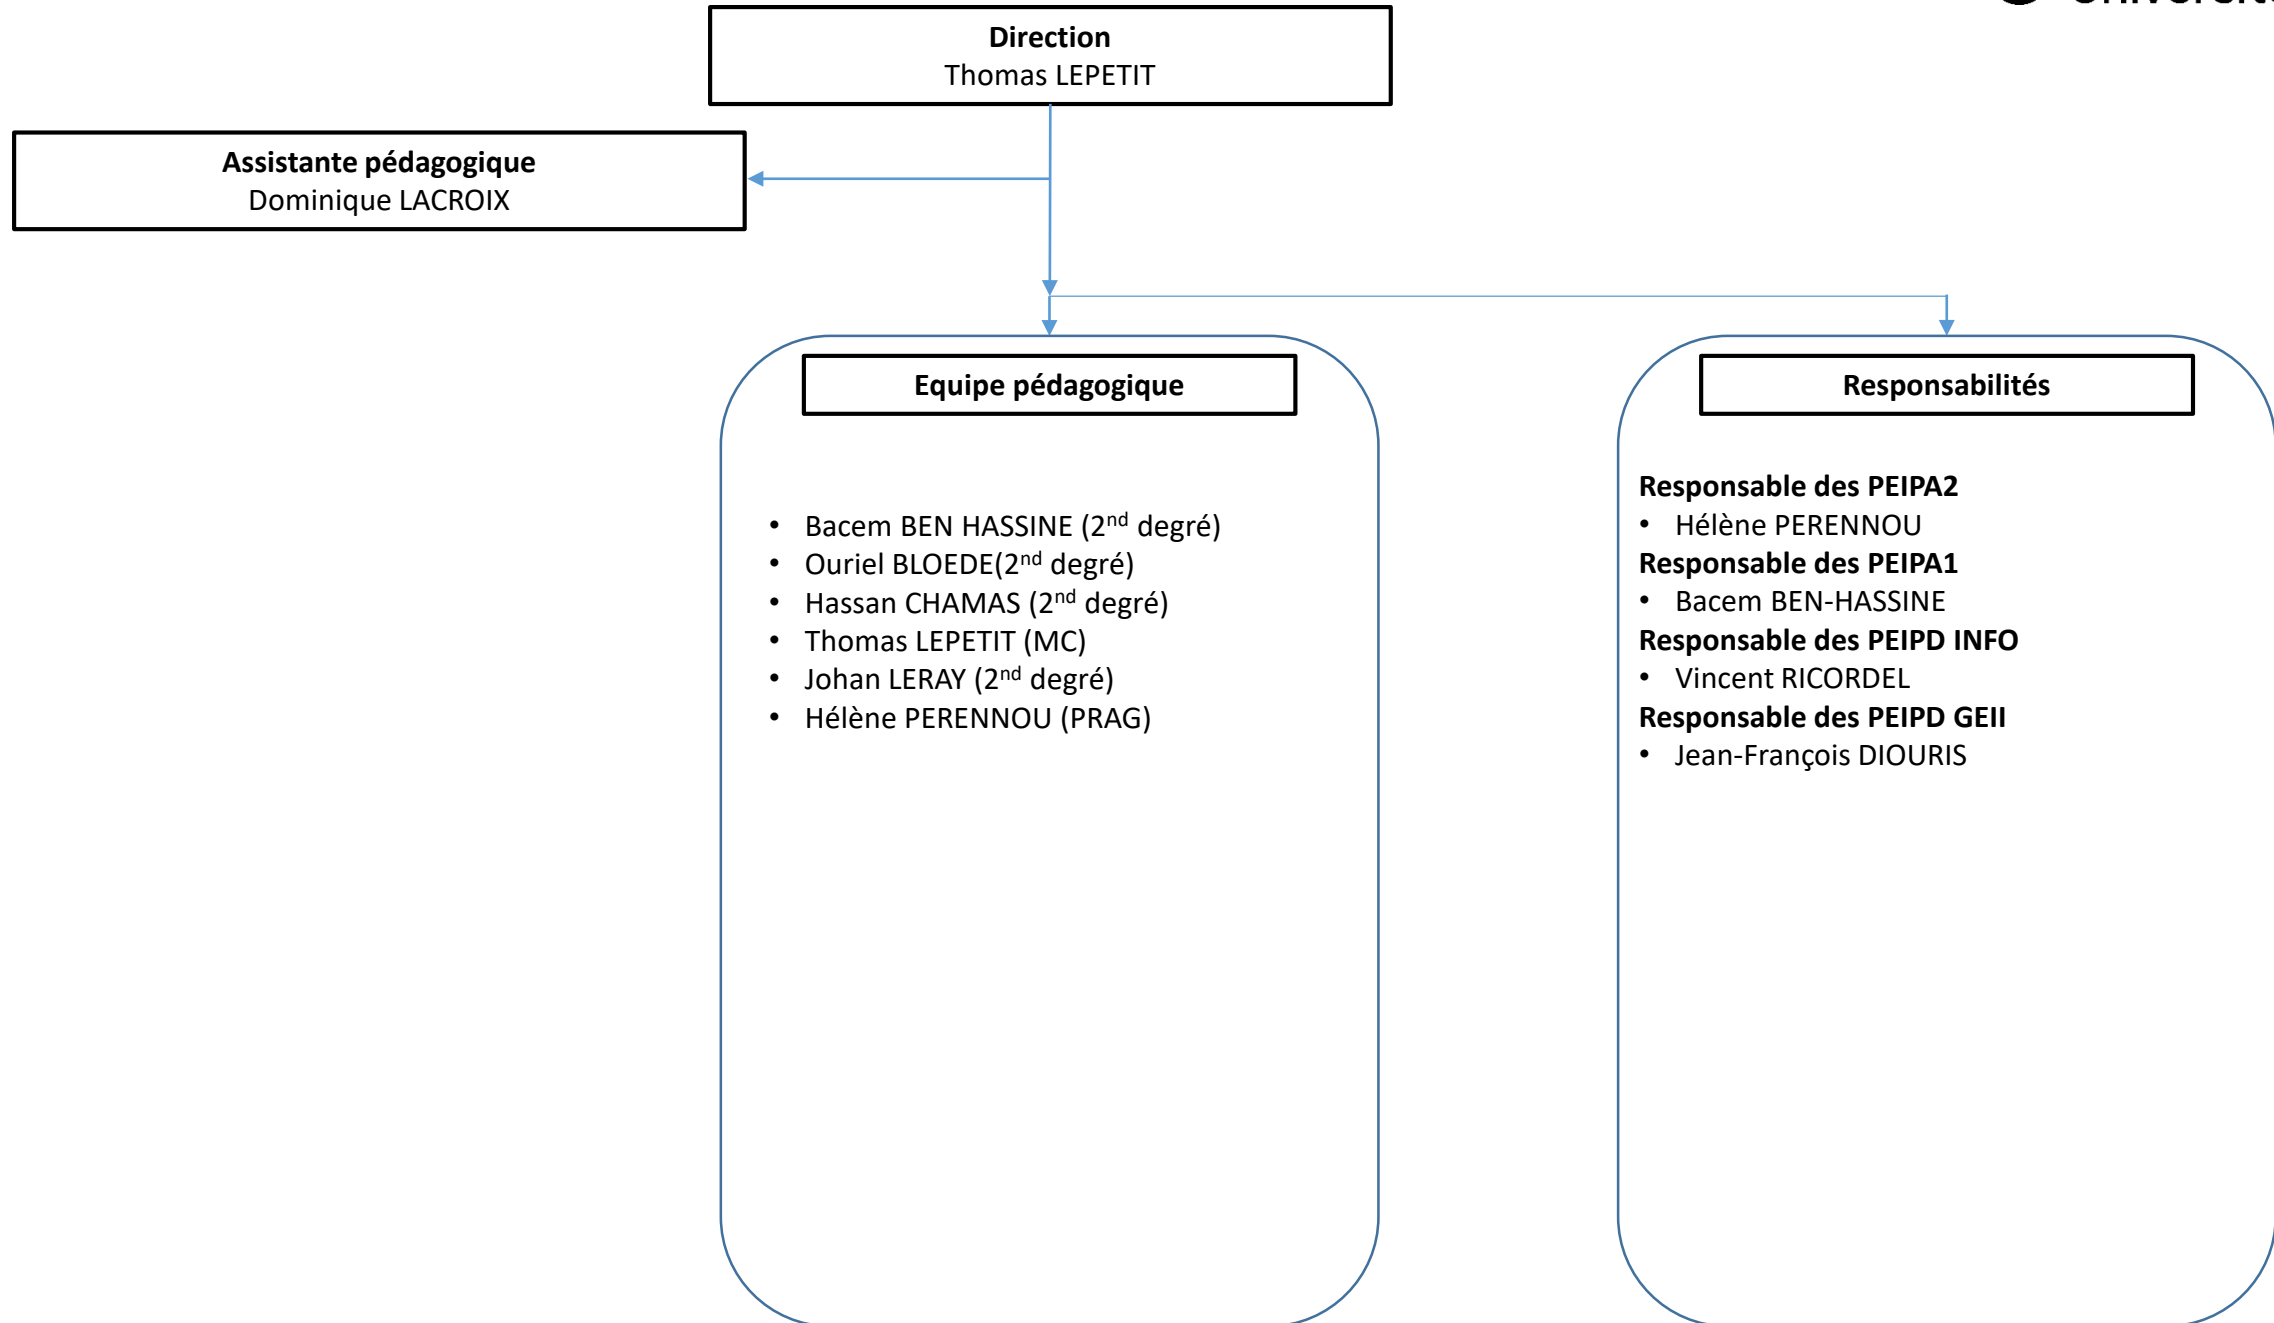 Direction
Thomas LEPETIT
Assistante pédagogique
Dominique LACROIX
Equipe pédagogique
• Bacem BEN HASSINE (2nd degré)
• Ouriel BLOEDE(2nd degré)
• Hassan CHAMAS (2nd degré)
• Thomas LEPETIT (MC)
• Johan LERAY (2nd degré)
• Hélène PERENNOU (PRAG)
Responsabilités
Responsable des PEIPA2
• Hélène PERENNOU
Responsable des PEIPA1
• Bacem BEN-HASSINE
Responsable des PEIPD INFO
• Vincent RICORDEL
Responsable des PEIPD GEII
• Jean-François DIOURIS